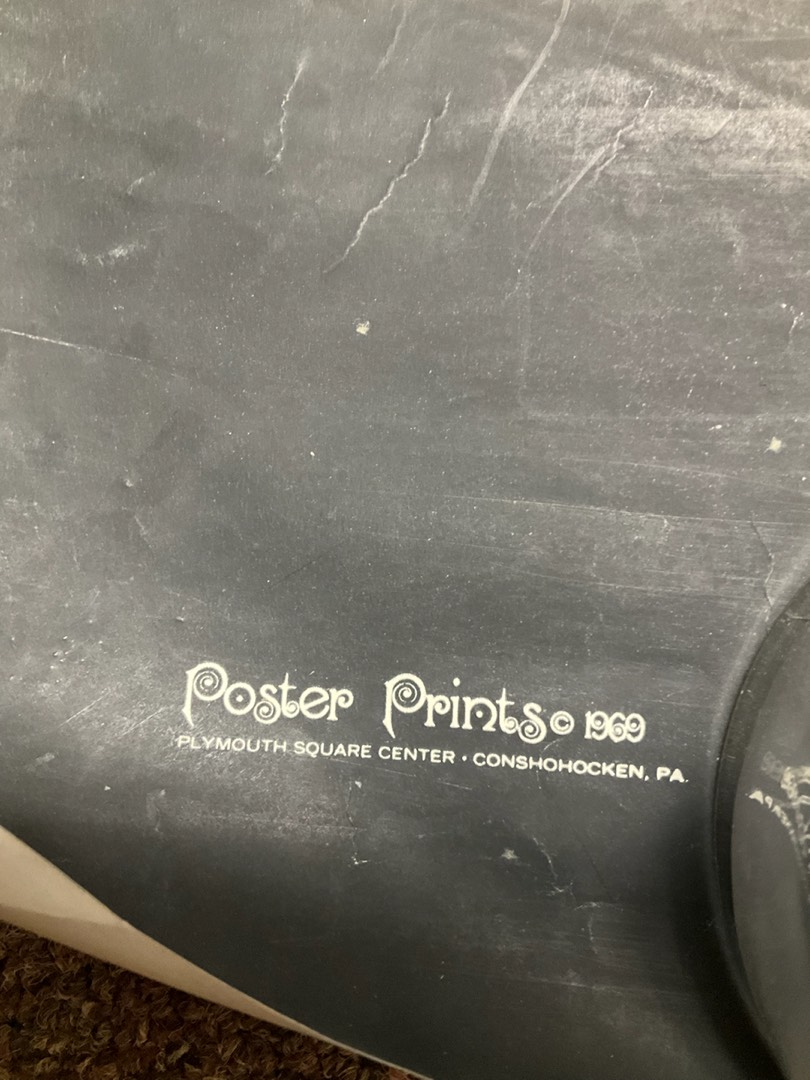 Poster Prints © 1969
PLYMOUTH SQUARE CENTER • CONSHOHOCKEN, PA.